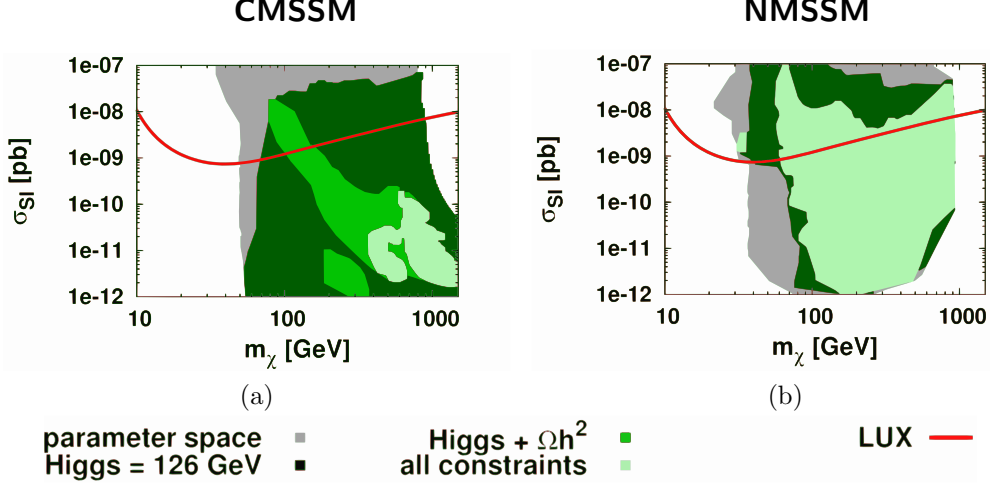 CMSSM
NMSSM
1e-07
1e-08
1e-09
1e-10
1e-11
1e-12
σSI [pb]
10
100
1000
mχ [GeV]
(a)
1e-07
1e-08
1e-09
1e-10
1e-11
1e-12
σSI [pb]
10
100
1000
mχ [GeV]
(b)
parameter space
Higgs = 126 GeV
Higgs + Ωh²
all constraints
LUX